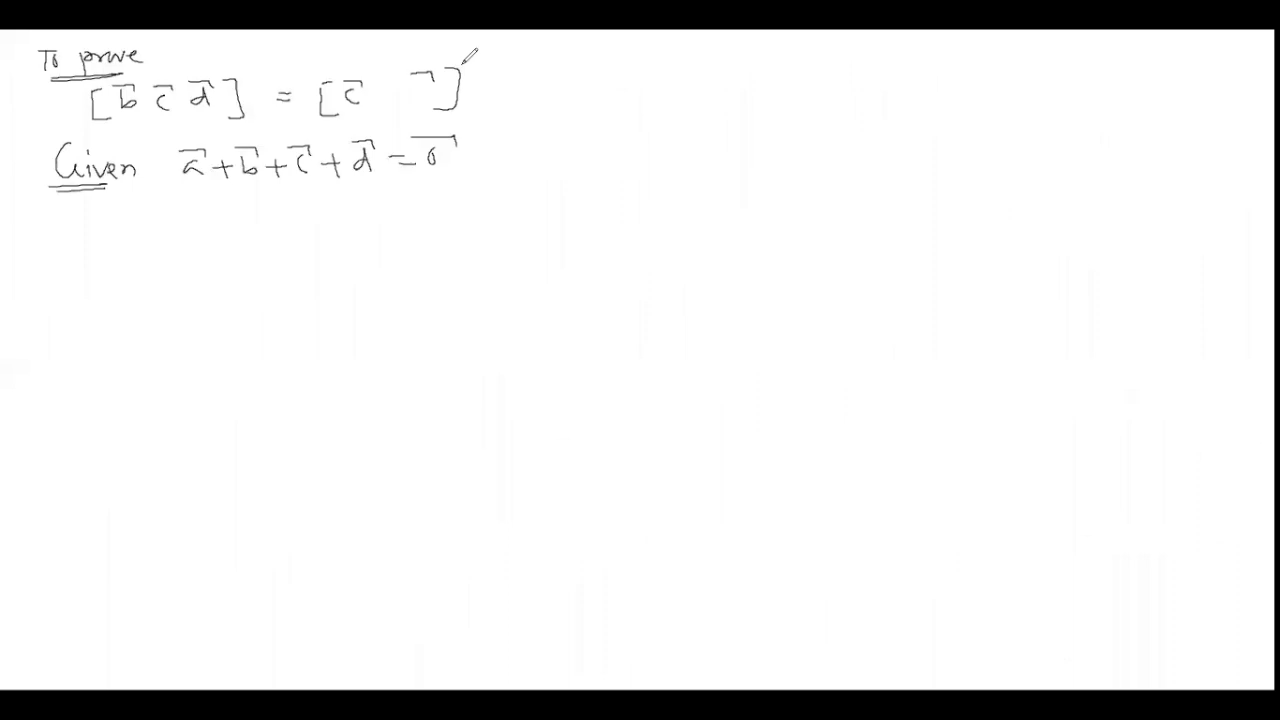 To prove
[b⃗ c⃗ d⃗] = [c⃗ ⃗]
Given a⃗ + b⃗ + c⃗ + d⃗ = 0⃗